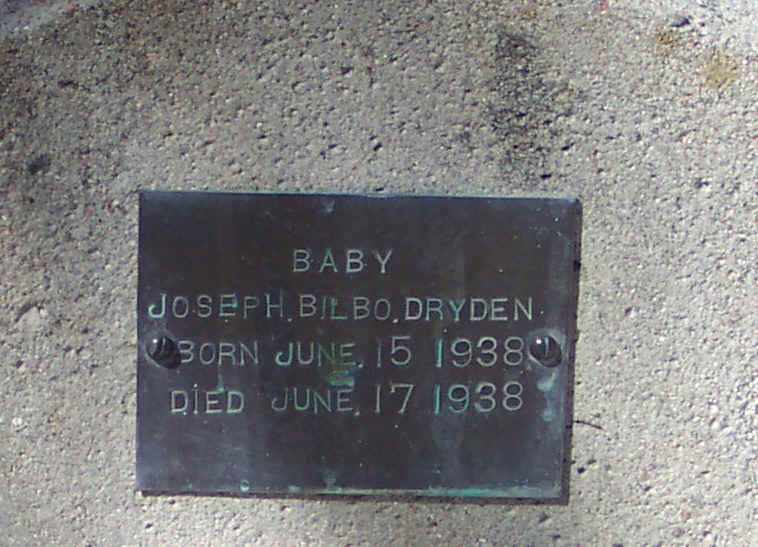 BABY
JOSEPH. BILBO. DRYDEN.
BORN JUNE. 15 1938
DIED JUNE. 17 1938